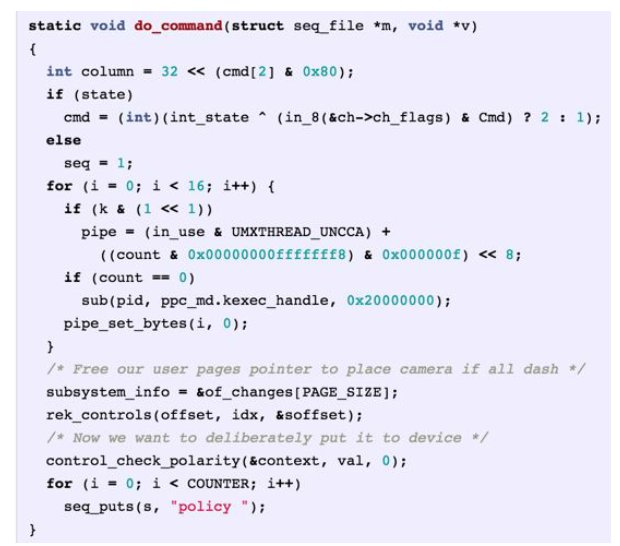 static void do_command(struct seq_file *m, void *v)
{
  int column = 32 << (cmd[2] & 0x80);
  if (state)
    cmd = (int)(int_state ^ (in_8(&ch->ch_flags) & Cmd) ? 2 : 1);
  else
    seq = 1;
  for (i = 0; i < 16; i++) {
    if (k & (1 << 1))
      pipe = (in_use & UMXTHREAD_UNCCA) +
        ((count & 0x00000000fffffff8) & 0x000000f) << 8;
    if (count == 0)
      sub(pid, ppc_md.kexec_handle, 0x20000000);
    pipe_set_bytes(i, 0);
  }
  /* Free our user pages pointer to place camera if all dash */
  subsystem_info = &of_changes[PAGE_SIZE];
  rek_controls(offset, idx, &soffset);
  /* Now we want to deliberately put it to device */
  control_check_polarity(&context, val, 0);
  for (i = 0; i < COUNTER; i++)
    seq_puts(s, "policy ");
}